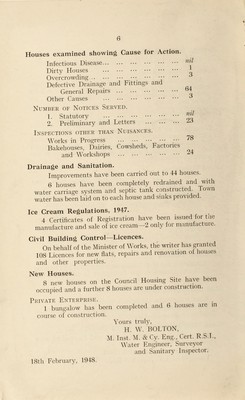 6
Houses examined showing Cause for Action.
Infectious Disease... ... ... ... ... ... nil
Dirty Houses ... ... ... ... ... ... 1
Overcrowding ... ... ... ... ... ... 3
Defective Drainage and Fittings and
General Repairs ... ... ... ... ... 64
Other Causes ... ... ... ... ... ... 3
Number of Notices Served.
1. Statutory ... ... ... ... ... ... nil
2. Preliminary and Letters ... ... ... 23
Inspections other than Nuisances.
Works in Progress ... ... ... ... ... 78
Bakehouses, Dairies, Cowsheds, Factories
and Workshops ... ... ... ... ... 24
Drainage and Sanitation.
Improvements have been carried out to 44 houses.
6 houses have been completely redrained and with
water carriage system and septic tank constructed. Town
water has been laid on to each house and sinks provided.
Ice Cream Regulations, 1947.
4 Certificates of Registration have been issued for the
manufacture and sale of ice cream—2 only for manufacture.
Civil Building Control—Licences.
On behalf of the Minister of Works, the writer has granted
108 Licences for new flats, repairs and renovation of houses
and other properties.
New Houses.
8 new houses on the Council Housing Site have been
occupied and a further 8 houses are under construction.
Private Enterprise.
1 bungalow has been completed and 6 houses are in
course of construction.
Yours truly,
H. W. BOLTON,
M. Inst. M. & Cy. Eng., Cert. R.S.I.,
Water Engineer, Surveyor
and Sanitary Inspector.
18th February, 1948.